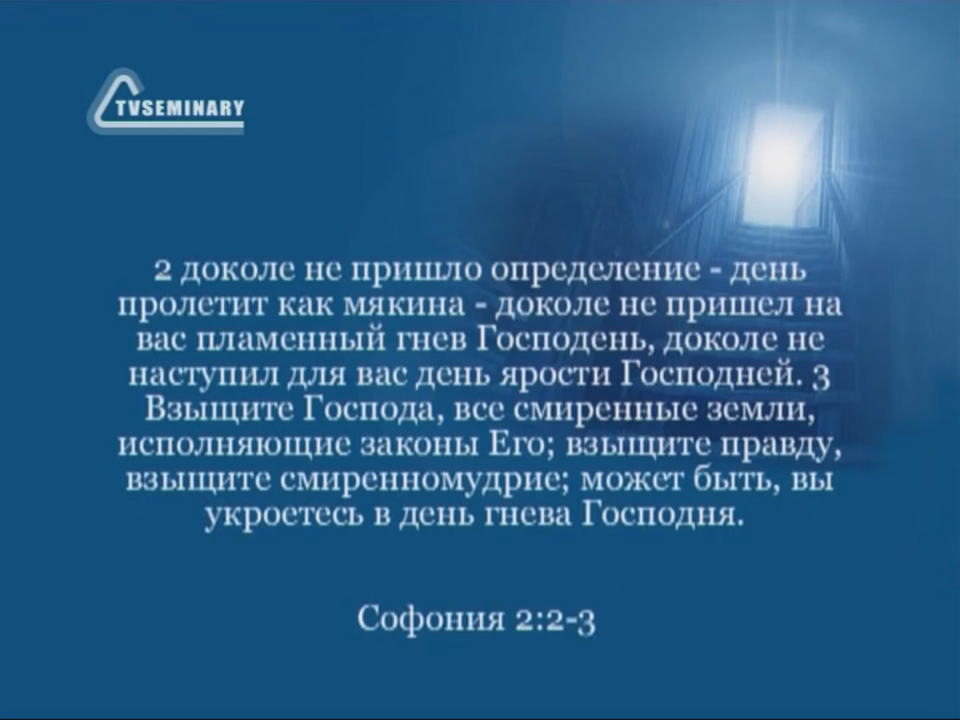 TVSEMINARY
2 доколе не пришло определение - день
пролетит как мякина - доколе не пришел на
вас пламенный гнев Господень, доколе не
наступил для вас день ярости Господней. 3
Взыщите Господа, все смиренные земли,
исполняющие законы Его; взыщите правду,
взыщите смиренномудрие; может быть, вы
укроетесь в день гнева Господня.
Софония 2:2-3